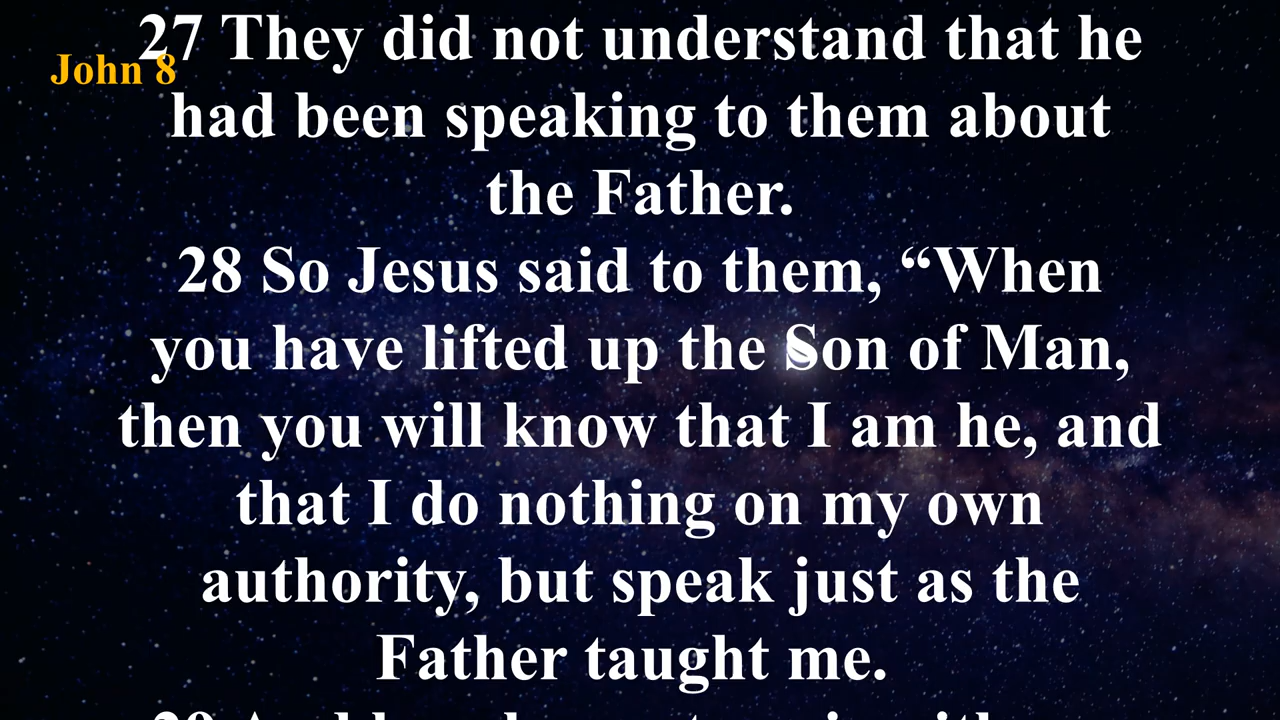 27 They did not understand that he
John 8
had been speaking to them about
the Father.
28 So Jesus said to them, “When
you have lifted up the Son of Man,
then you will know that I am he, and
that I do nothing on my own
authority, but speak just as the
Father taught me.